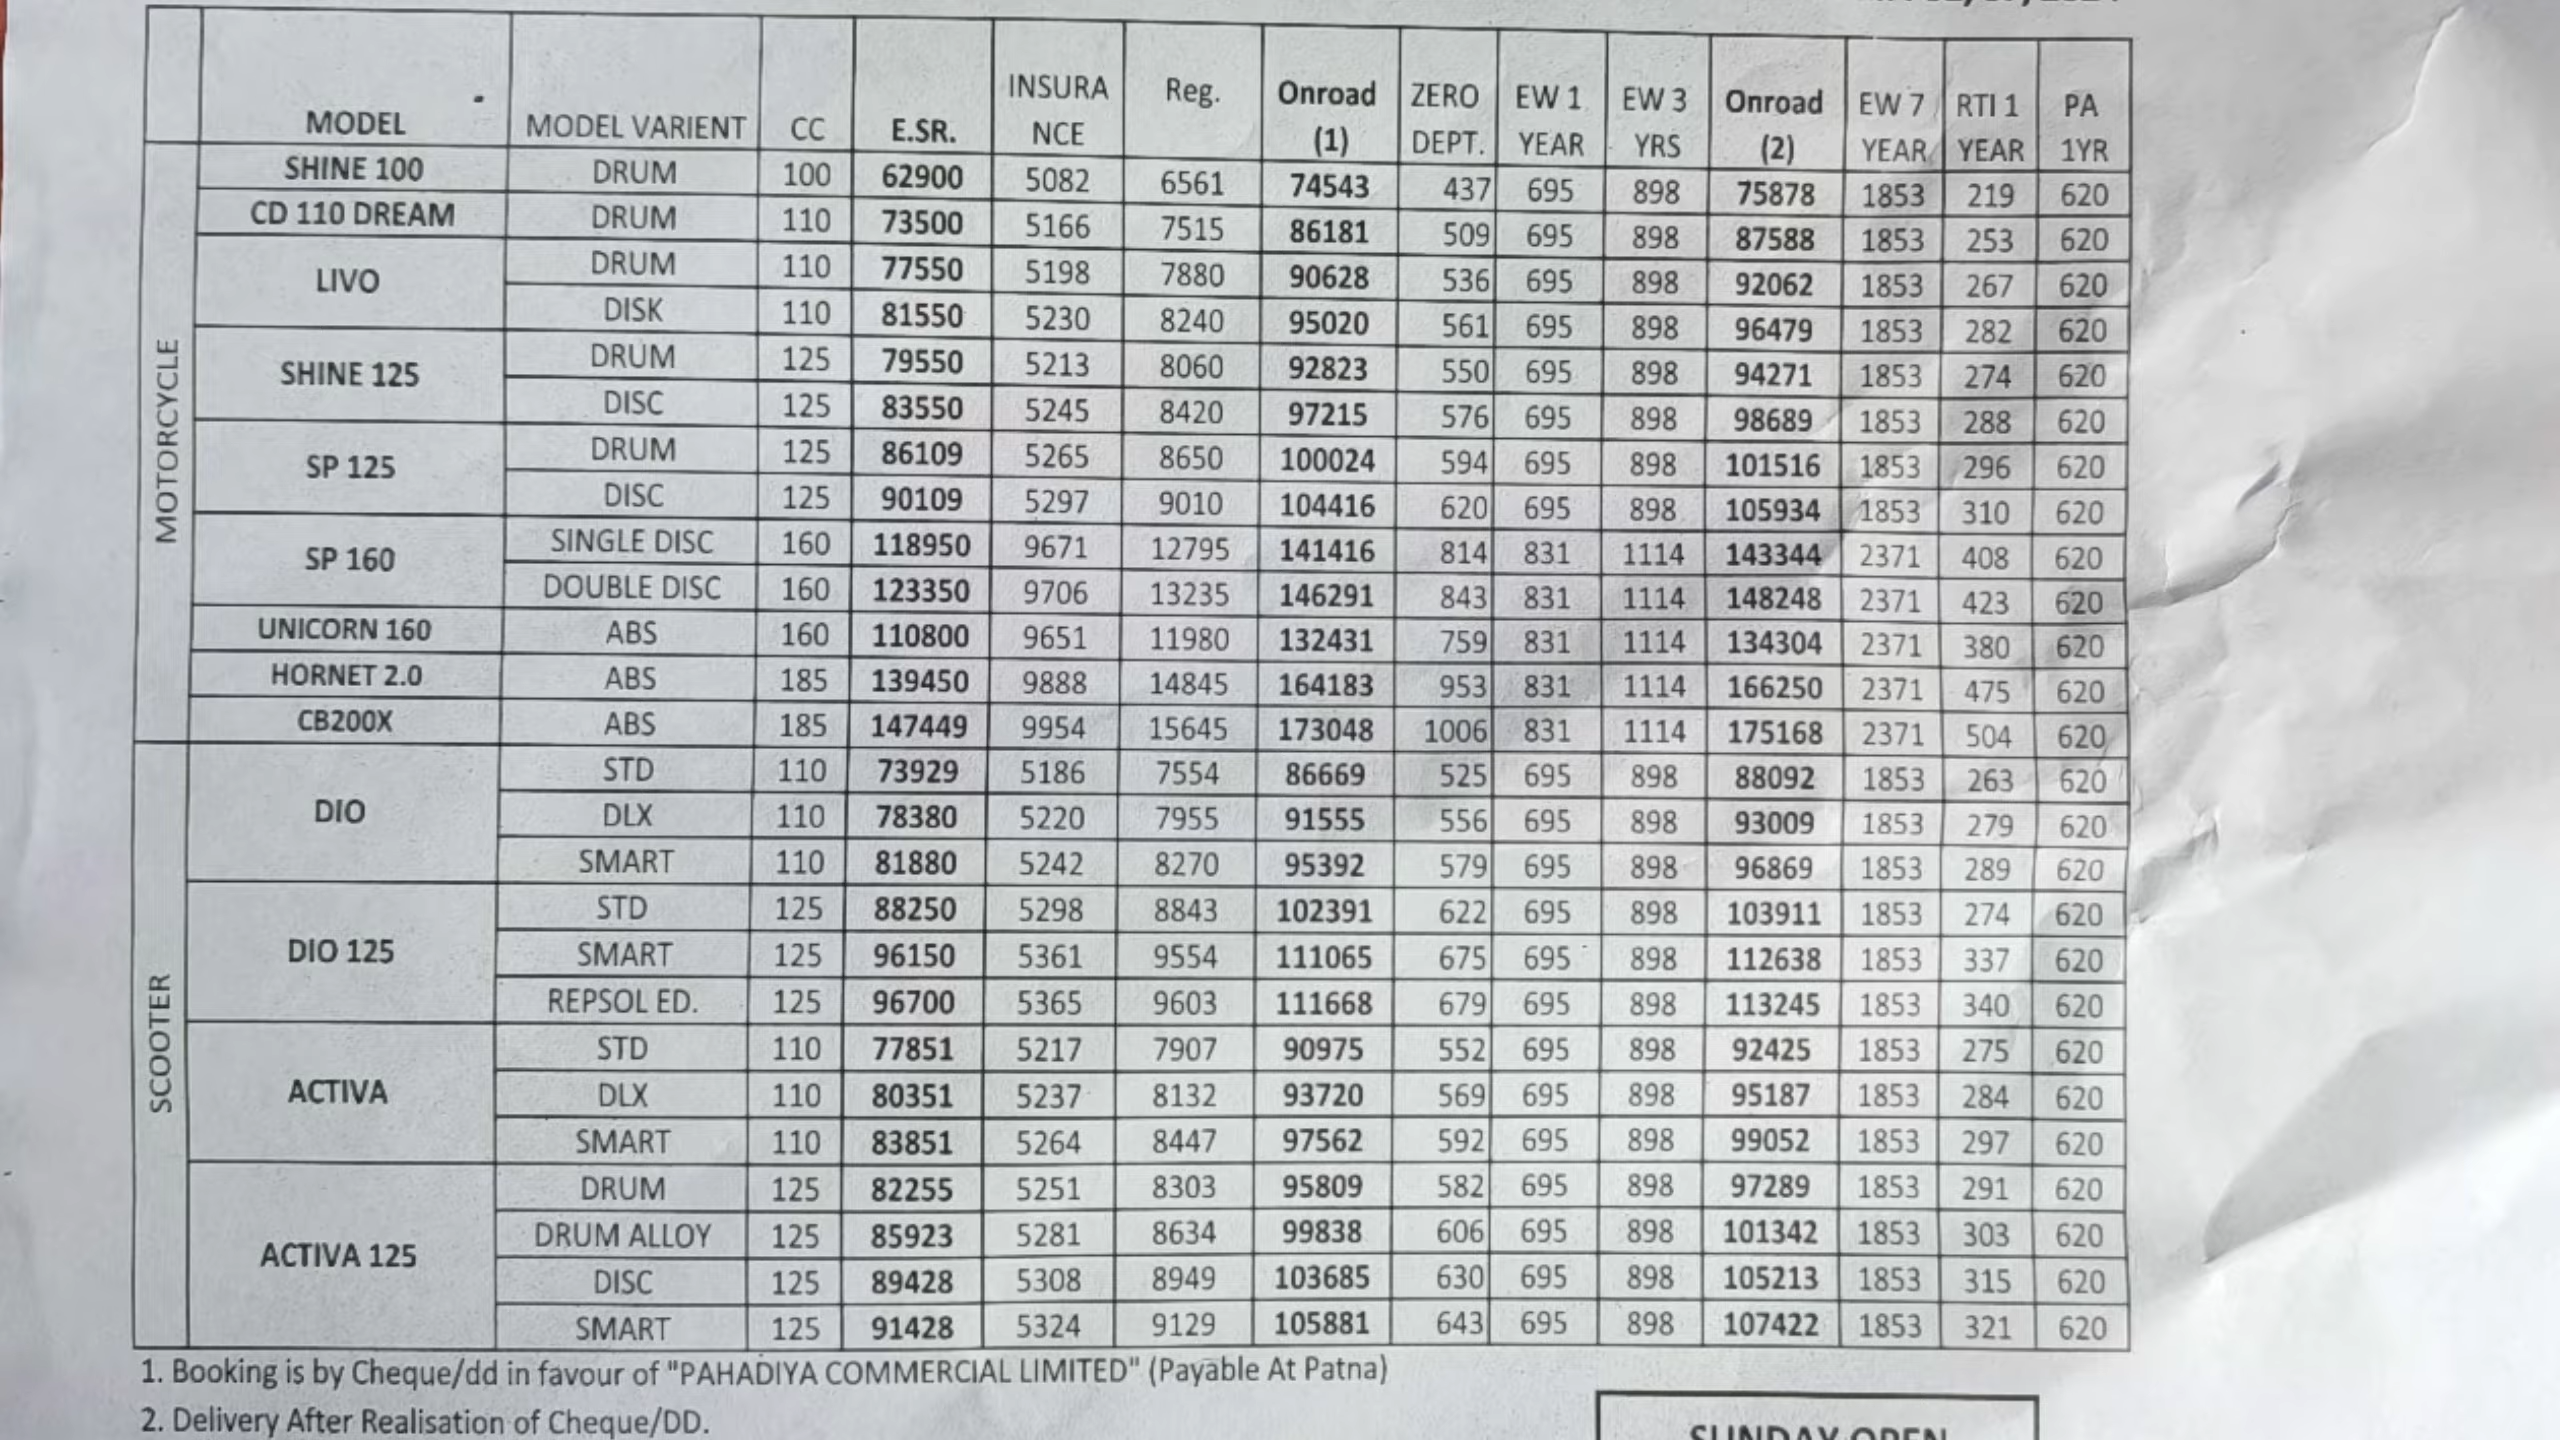 MODEL MODEL VARIENT CC E.SR. INSURA NCE Reg. Onroad (1) ZERO DEPT. EW 1 YEAR EW 3 YRS Onroad (2) EW 7 YEAR RTI 1 YEAR PA 1YR
MOTORCYCLE
SHINE 100 DRUM 100 62900 5082 6561 74543 437 695 898 75878 1853 219 620
CD 110 DREAM DRUM 110 73500 5166 7515 86181 509 695 898 87588 1853 253 620
LIVO DRUM 110 77550 5198 7880 90628 536 695 898 92062 1853 267 620
DISK 110 81550 5230 8240 95020 561 695 898 96479 1853 282 620
SHINE 125 DRUM 125 79550 5213 8060 92823 550 695 898 94271 1853 274 620
DISC 125 83550 5245 8420 97215 576 695 898 98689 1853 288 620
SP 125 DRUM 125 86109 5265 8650 100024 594 695 898 101516 1853 296 620
DISC 125 90109 5297 9010 104416 620 695 898 105934 1853 310 620
SP 160 SINGLE DISC 160 118950 9671 12795 141416 814 831 1114 143344 2371 408 620
DOUBLE DISC 160 123350 9706 13235 146291 843 831 1114 148248 2371 423 620
UNICORN 160 ABS 160 110800 9651 11980 132431 759 831 1114 134304 2371 380 620
HORNET 2.0 ABS 185 139450 9888 14845 164183 953 831 1114 166250 2371 475 620
CB200X ABS 185 147449 9954 15645 173048 1006 831 1114 175168 2371 504 620
SCOOTER
DIO STD 110 73929 5186 7554 86669 525 695 898 88092 1853 263 620
DLX 110 78380 5220 7955 91555 556 695 898 93009 1853 279 620
SMART 110 81880 5242 8270 95392 579 695 898 96869 1853 289 620
DIO 125 STD 125 88250 5298 8843 102391 622 695 898 103911 1853 274 620
SMART 125 96150 5361 9554 111065 675 695 898 112638 1853 337 620
REPSOL ED. 125 96700 5365 9603 111668 679 695 898 113245 1853 340 620
ACTIVA STD 110 77851 5217 7907 90975 552 695 898 92425 1853 275 620
DLX 110 80351 5237 8132 93720 569 695 898 95187 1853 284 620
SMART 110 83851 5264 8447 97562 592 695 898 99052 1853 297 620
ACTIVA 125 DRUM 125 82255 5251 8303 95809 582 695 898 97289 1853 291 620
DRUM ALLOY 125 85923 5281 8634 99838 606 695 898 101342 1853 303 620
DISC 125 89428 5308 8949 103685 630 695 898 105213 1853 315 620
SMART 125 91428 5324 9129 105881 643 695 898 107422 1853 321 620
1. Booking is by Cheque/dd in favour of "PAHADIYA COMMERCIAL LIMITED" (Payable At Patna)
2. Delivery After Realisation of Cheque/DD.
SUNDAY OPEN